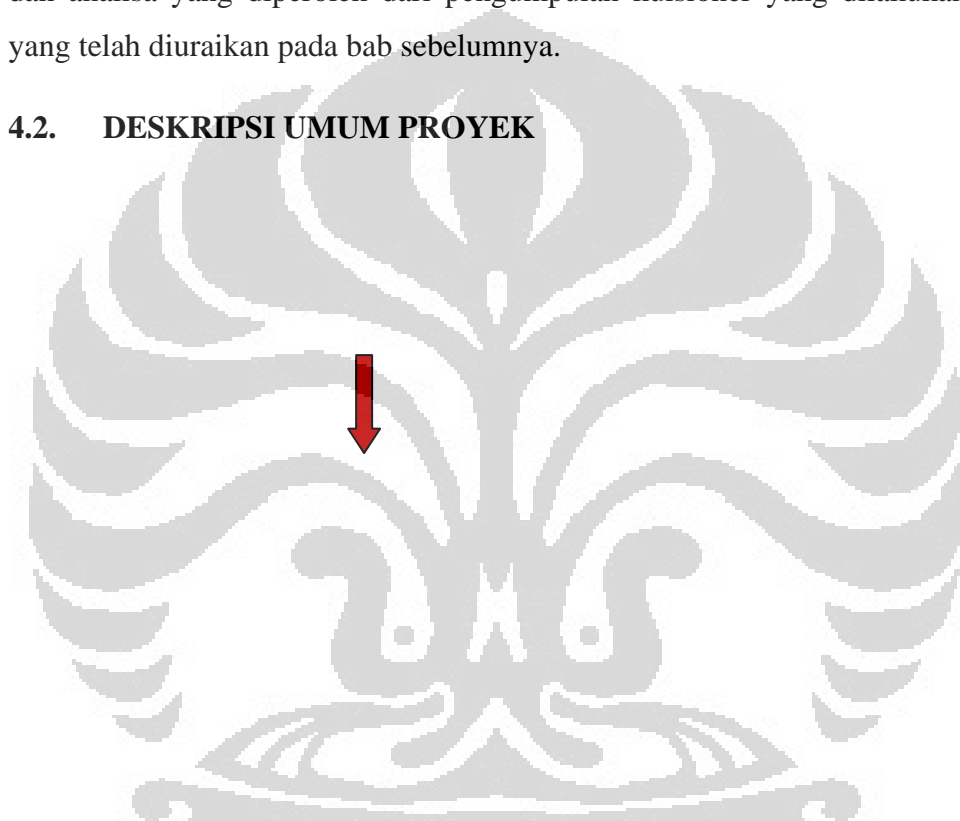 dan analisa yang diperoleh dari pengumpulan kuisioner yang dilakukan
yang telah diuraikan pada bab sebelumnya.
4.2. DESKRIPSI UMUM PROYEK